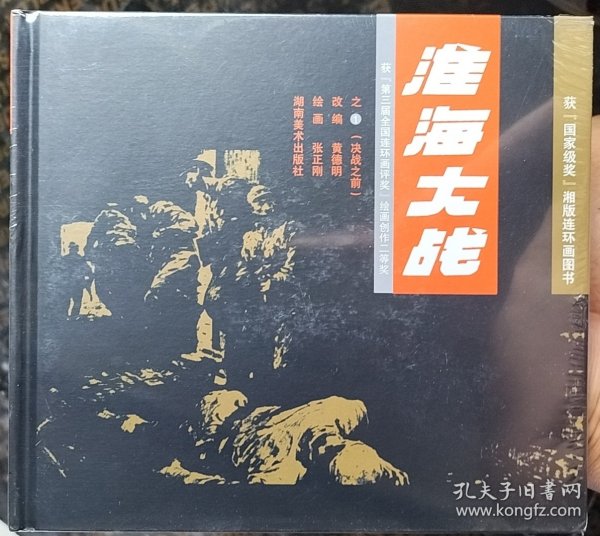 获『国家级奖』湘版连环画图书
淮海大战
获『第三届全国连环画评奖』绘画创作二等奖
之1（决战之前）
改编 黄德明
绘画 张正刚
湖南美术出版社
孔夫子旧书网
www.kongfz.com